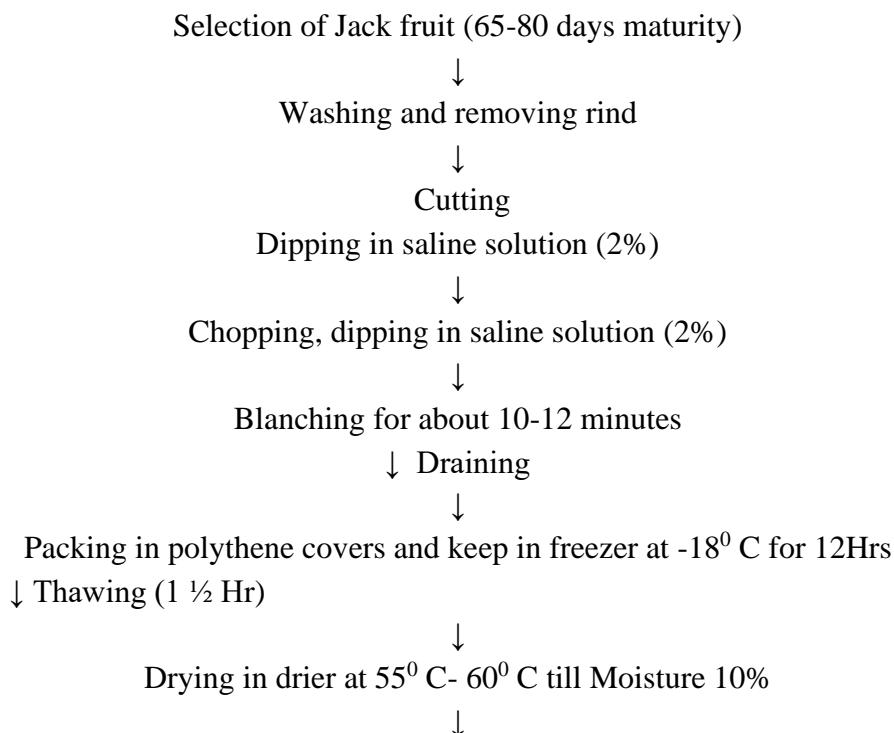 Selection of Jack fruit (65-80 days maturity)
↓
Washing and removing rind
↓
Cutting
Dipping in saline solution (2%)
↓
Chopping, dipping in saline solution (2%)
↓
Blanching for about 10-12 minutes
↓ Draining
↓
Packing in polythene covers and keep in freezer at -18⁰ C for 12Hrs
↓ Thawing (1 ½ Hr)
↓
Drying in drier at 55⁰ C- 60⁰ C till Moisture 10%
↓